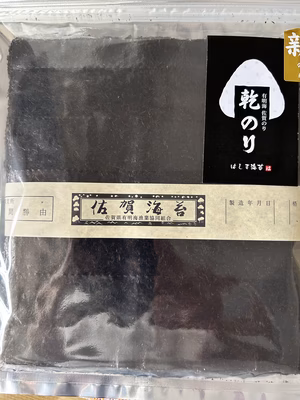 新
有明海 佐賀のり
乾のり
佐賀海苔
佐賀県有明海漁業協同組合
製造年月日